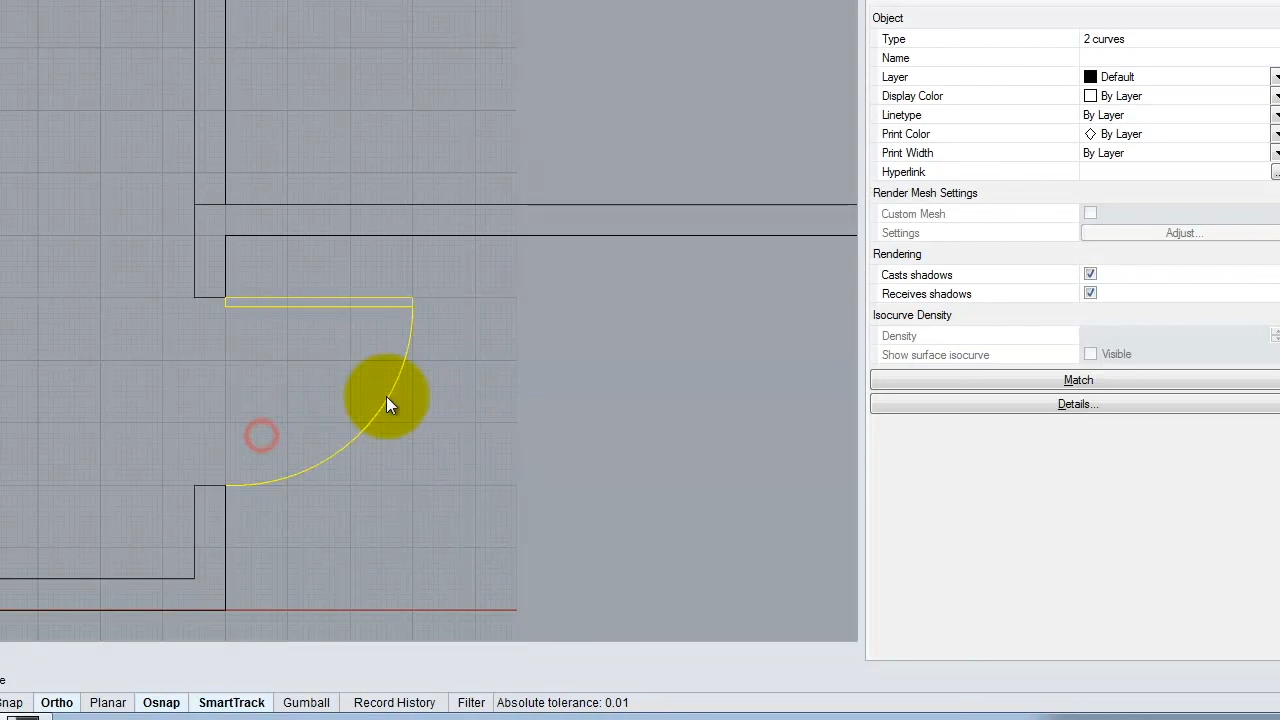 Object
Type 2 curves
Name
Layer Default
Display Color By Layer
Linetype By Layer
Print Color By Layer
Print Width By Layer
Hyperlink ...
Render Mesh Settings
Custom Mesh
Settings Adjust...
Rendering
Casts shadows
Receives shadows
Isocurve Density
Density
Show surface isocurve Visible
Match
Details...
e
Snap Ortho Planar Osnap SmartTrack Gumball Record History Filter Absolute tolerance: 0.01